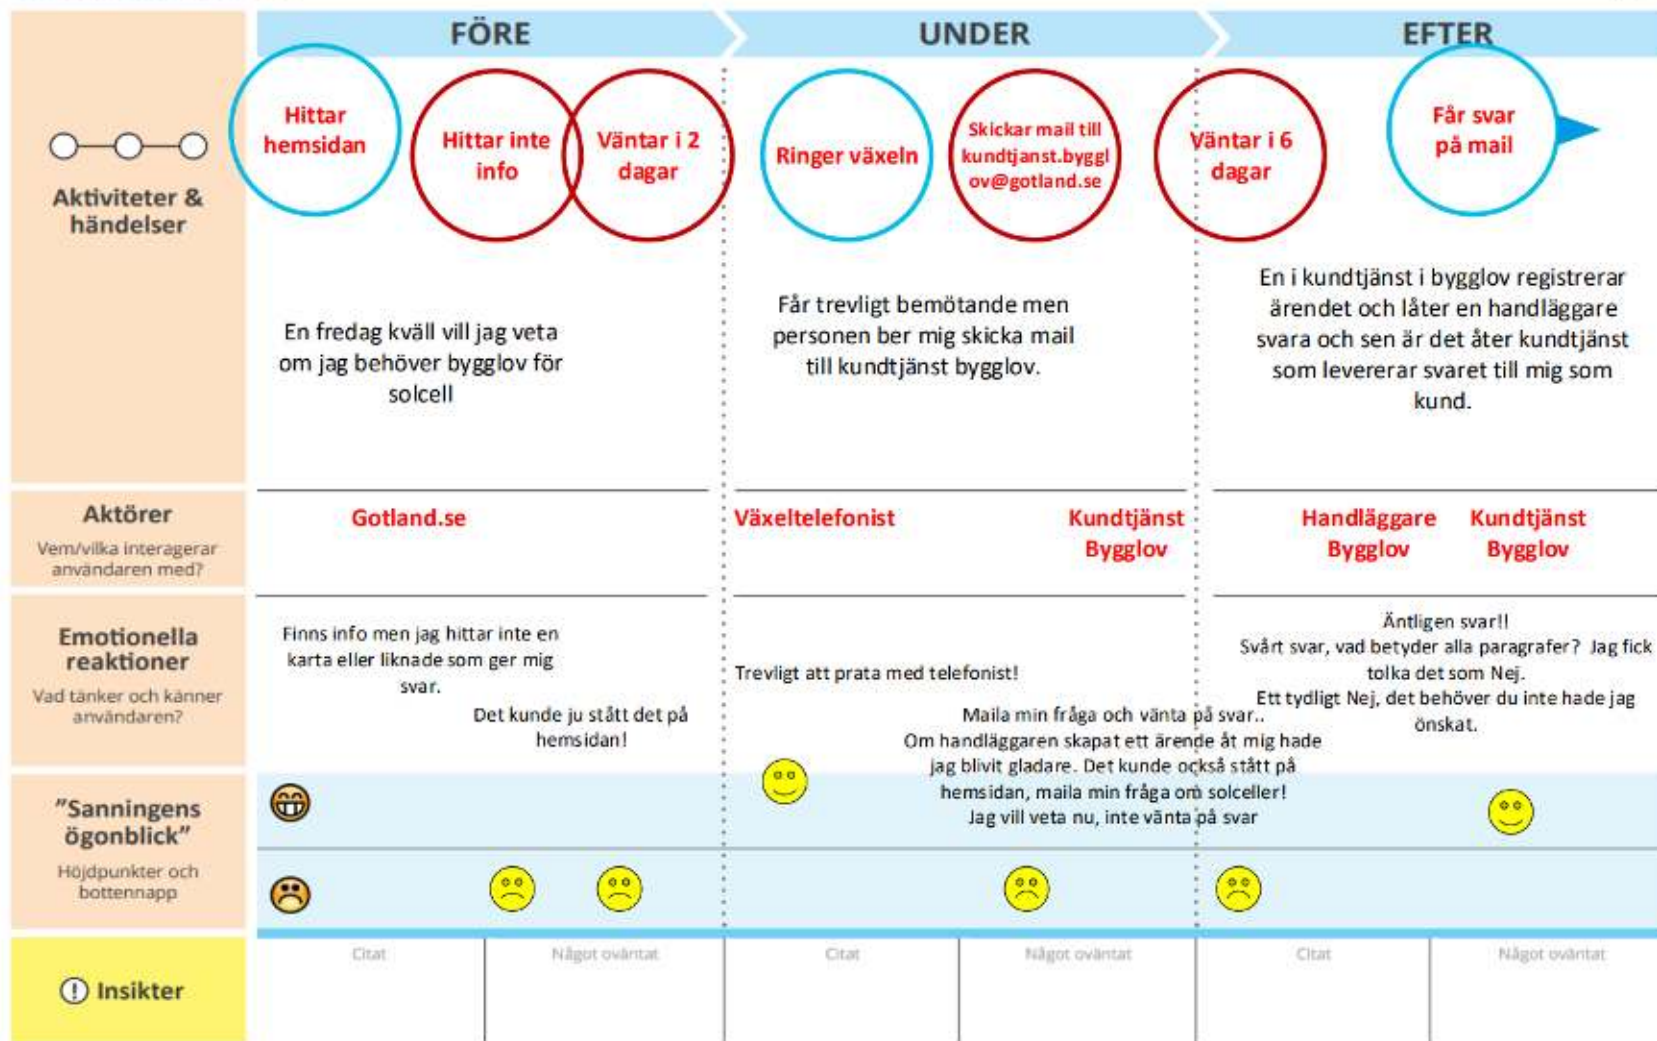 FÖRE
UNDER
EFTER
Aktiviteter &
händelser
Hittar
hemsidan
Hittar inte
info
Väntar i 2
dagar
Ringer växeln
Skickar mail till
kundtjanst.byggl
ov@gotland.se
Väntar i 6
dagar
Får svar
på mail
En fredag kväll vill jag veta
om jag behöver bygglov för
solcell
Får trevligt bemötande men
personen ber mig skicka mail
till kundtjänst bygglov.
En i kundtjänst i bygglov registrerar
ärendet och låter en handläggare
svara och sen är det åter kundtjänst
som levererar svaret till mig som
kund.
Aktörer
Vem/vilka interagerar
användaren med?
Gotland.se
Växeltelefonist
Kundtjänst
Bygglov
Handläggare
Bygglov
Kundtjänst
Bygglov
Emotionella
reaktioner
Vad tänker och känner
användaren?
Finns info men jag hittar inte en
karta eller liknade som ger mig
svar.
Det kunde ju stått det på
hemsidan!
Trevligt att prata med telefonist!
Maila min fråga och vänta på svar..
Om handläggaren skapat ett ärende åt mig hade
jag blivit gladare. Det kunde också stått på
hemsidan, maila min fråga om solceller!
Jag vill veta nu, inte vänta på svar
Äntligen svar!!
Svårt svar, vad betyder alla paragrafer? Jag fick
tolka det som Nej.
Ett tydligt Nej, det behöver du inte hade jag
önskat.
"Sanningens
ögonblick"
Höjdpunkter och
bottennapp
! Insikter
Citat
Något oväntat
Citat
Något oväntat
Citat
Något oväntat